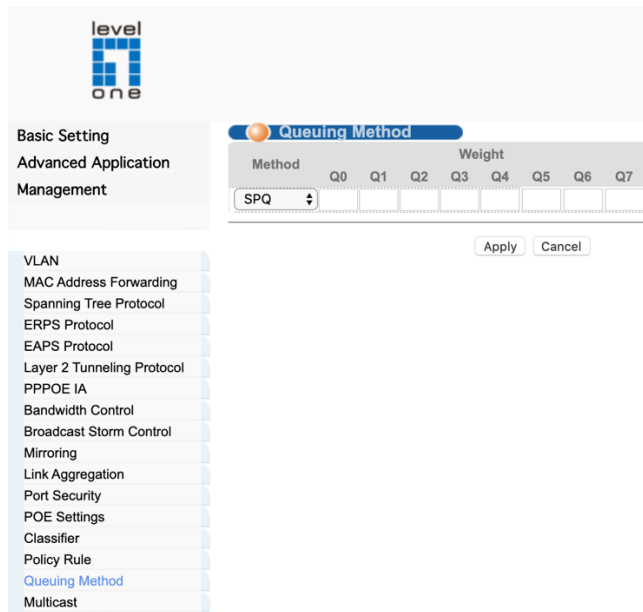 level
one
Basic Setting
Advanced Application
Management
Queuing Method
Method Weight
Q0 Q1 Q2 Q3 Q4 Q5 Q6 Q7
SPQ
Apply Cancel
VLAN
MAC Address Forwarding
Spanning Tree Protocol
ERPS Protocol
EAPS Protocol
Layer 2 Tunneling Protocol
PPPOE IA
Bandwidth Control
Broadcast Storm Control
Mirroring
Link Aggregation
Port Security
POE Settings
Classifier
Policy Rule
Queuing Method
Multicast